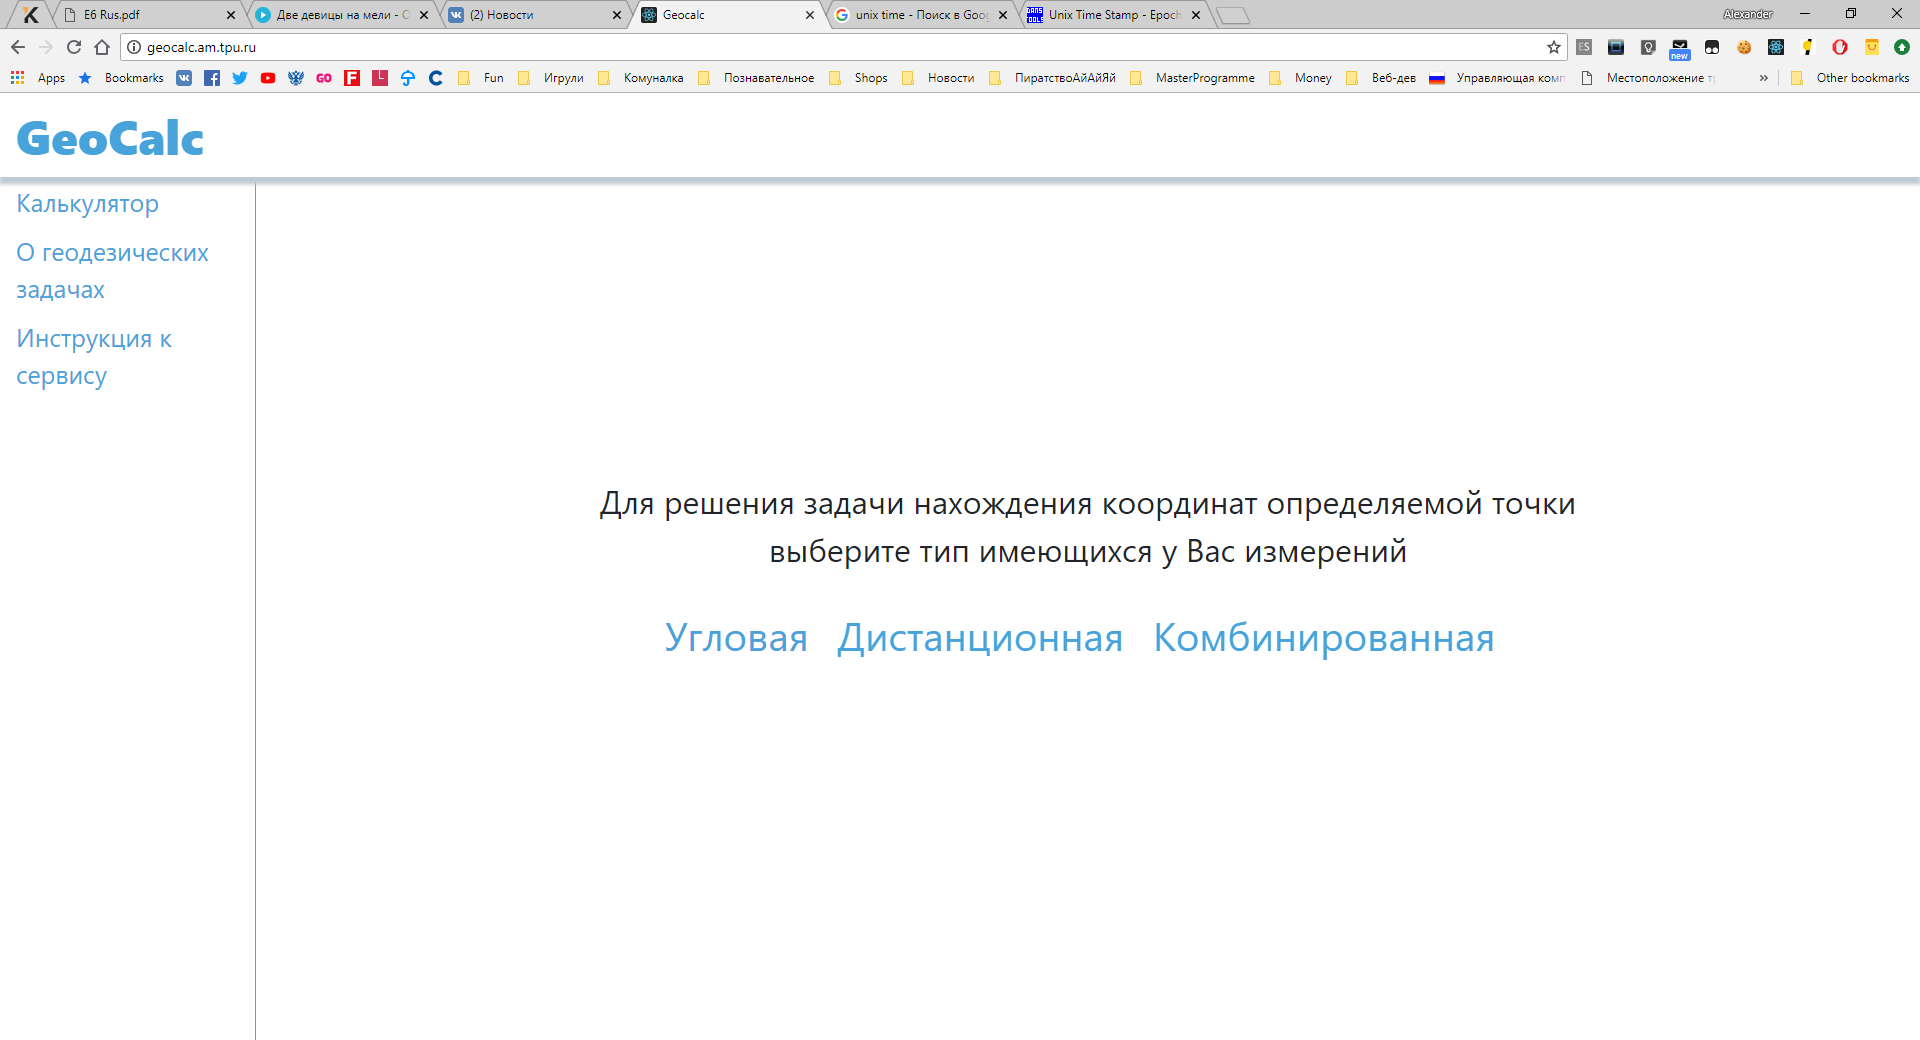 E6 Rus.pdf
Две девицы на мели -
(2) Новости
Geocalc
unix time - Поиск в Goog
Unix Time Stamp - Epoch
Alexander
geocalc.am.tpu.ru
ES
new
Apps
Bookmarks
GO
Fun
Игрули
Комуналка
Познавательное
Shops
Новости
ПиратствоАйАйЯй
MasterProgramme
Money
Веб-дев
Управляющая комп
Местоположение
»
Other bookmarks
GeoCalc
Калькулятор
О геодезических
задачах
Инструкция к
сервису
Для решения задачи нахождения координат определяемой точки
выберите тип имеющихся у Вас измерений
Угловая Дистанционная Комбинированная